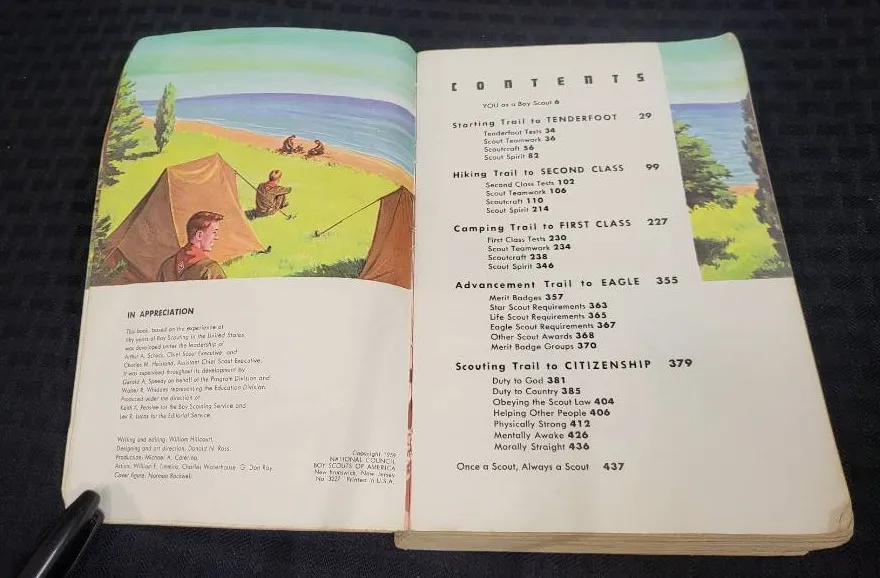 IN APPRECIATION
This book, based on the experience of
fifty years of Boy Scouting in the United States
was developed under the leadership of
Arthur A. Schuck, Chief Scout Executive, and
Charles M. Heistand, Assistant Chief Scout Executive.
It was supervised throughout its development by
Gerald A. Speedy on behalf of the Program Division and
Walter R. Whidden representing the Education Division.
Produced under the direction of
Keith X. Peaslee for the Boy Scouting Service and
Lex R. Lucas for the Editorial Service.
Writing and editing: William Hillcourt.
Designing and art direction: Donald N. Ross.
Production: Michael A. Caterina.
Artists: William E. Charles Waterhouse, G. Don Ray.
Cover figure: Norman Rockwell.
Copyright 1959
NATIONAL COUNCIL
BOY SCOUTS OF AMERICA
New Brunswick, New Jersey
No. 3227 Printed in U.S.A.
CONTENTS
YOU as a Boy Scout 6
Starting Trail to TENDERFOOT 29
Tenderfoot Tests 34
Scout Teamwork 36
Scoutcraft 56
Scout Spirit 82
Hiking Trail to SECOND CLASS 99
Second Class Tests 102
Scout Teamwork 106
Scoutcraft 110
Scout Spirit 214
Camping Trail to FIRST CLASS 227
First Class Tests 230
Scout Teamwork 234
Scoutcraft 238
Scout Spirit 346
Advancement Trail to EAGLE 355
Merit Badges 357
Star Scout Requirements 363
Life Scout Requirements 365
Eagle Scout Requirements 367
Other Scout Awards 368
Merit Badge Groups 370
Scouting Trail to CITIZENSHIP 379
Duty to God 381
Duty to Country 385
Obeying the Scout Law 404
Helping Other People 406
Physically Strong 412
Mentally Awake 426
Morally Straight 436
Once a Scout, Always a Scout 437